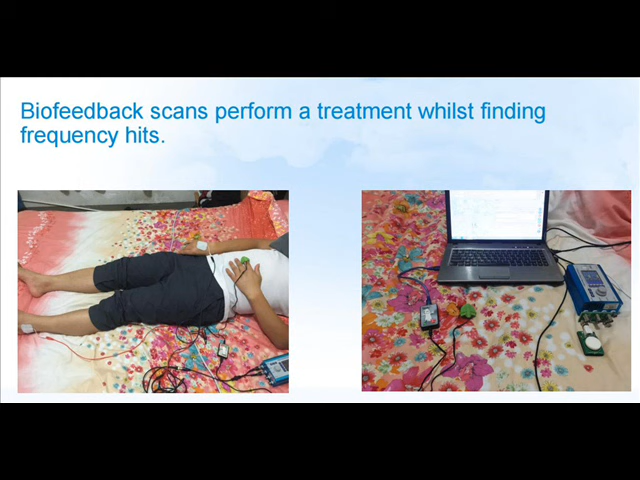 Biofeedback scans perform a treatment whilst finding
frequency hits.